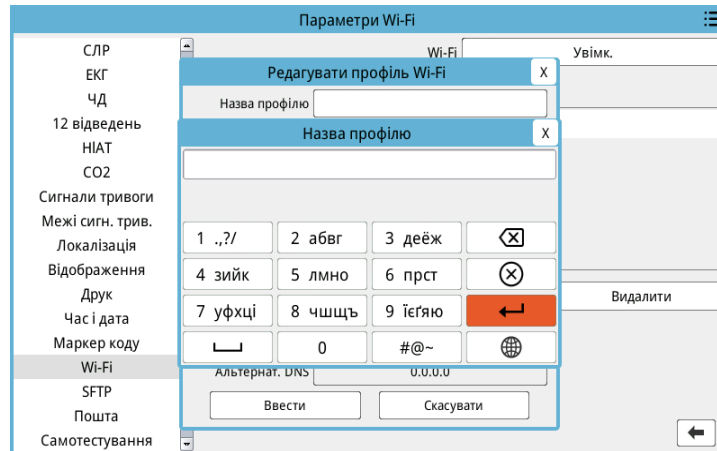 Параметри Wi-Fi
СЛР
ЕКГ
ЧД
12 відведень
НІАТ
CO2
Сигнали тривоги
Межі сигн. трив.
Локалізація
Відображення
Друк
Час і дата
Маркер коду
Wi-Fi
SFTP
Пошта
Самотестування
Wi-Fi Увімк.
Редагувати профіль Wi-Fi X
Назва профілю
Назва профілю X
1 .,?/ 2 абвг 3 деёж
4 зийк 5 лмно 6 прст
7 уфхці 8 чшщъ 9 їєґяю
0 #@~
Альтернат. DNS 0.0.0.0
Ввести Скасувати
Видалити